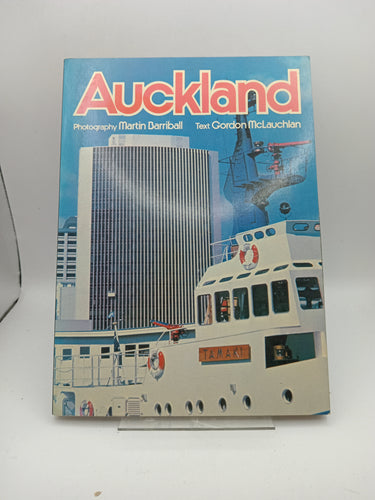 Auckland
Photography Martin Barriball Text Gordon McLauchlan
TAMAKI